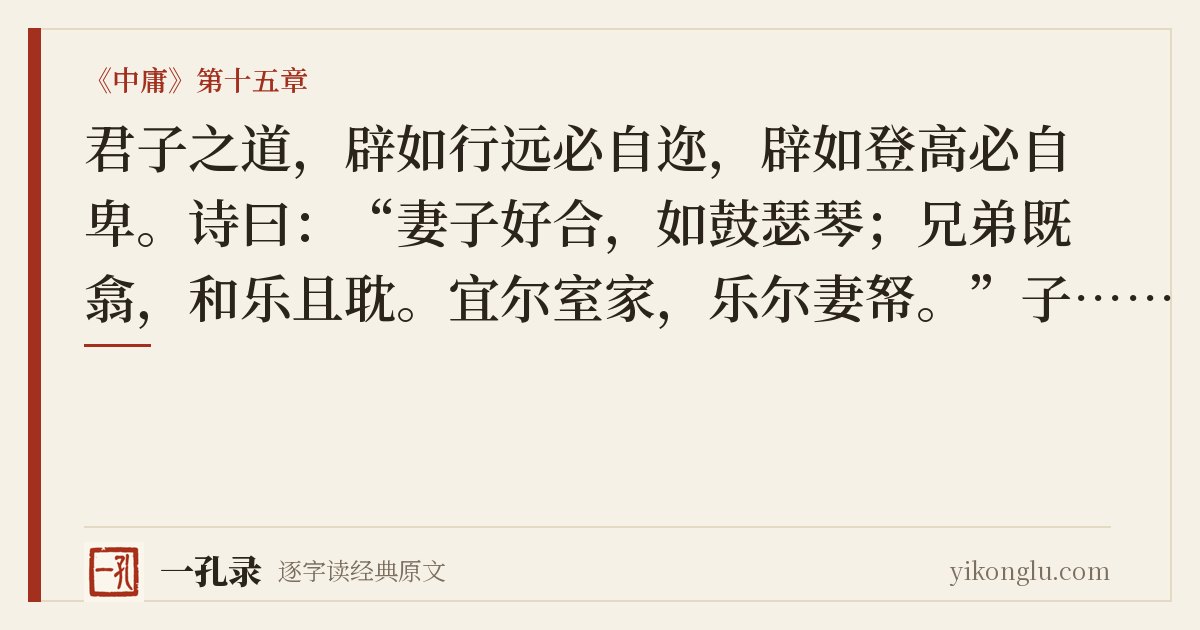 《中庸》第十五章
君子之道，辟如行远必自迩，辟如登高必自
卑。诗曰：“妻子好合，如鼓瑟琴；兄弟既
翕，和乐且耽。宜尔室家，乐尔妻帑。”子……
一孔
一孔录 逐字读经典原文 yikonglu.com